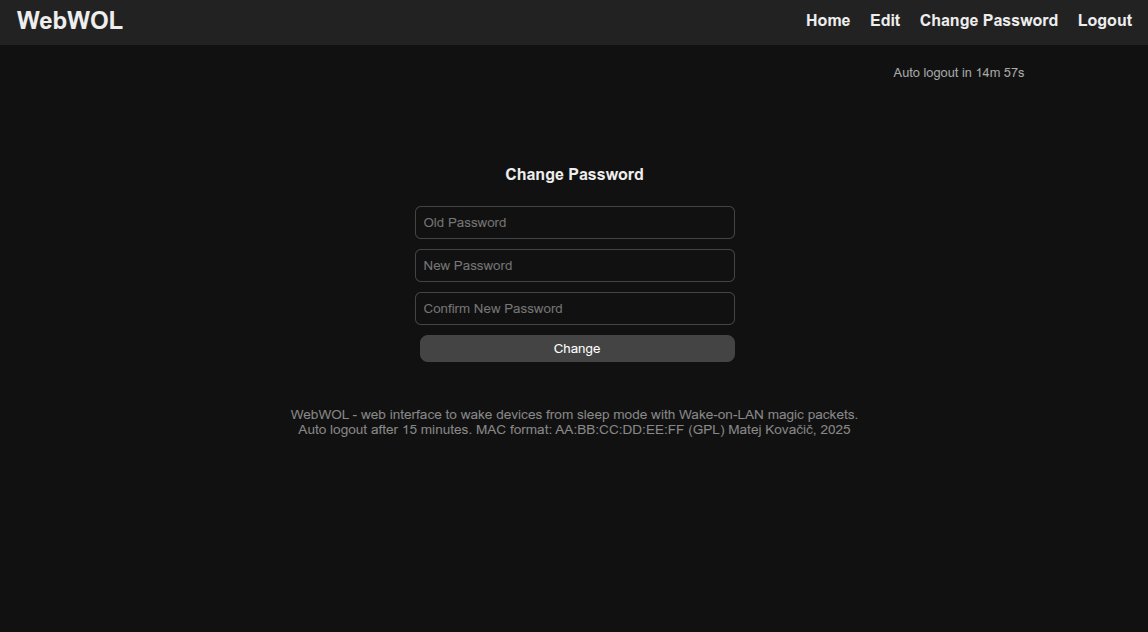 WebWOL
Home Edit Change Password Logout
Auto logout in 14m 57s
Change Password
Old Password
New Password
Confirm New Password
Change
WebWOL - web interface to wake devices from sleep mode with Wake-on-LAN magic packets.
Auto logout after 15 minutes. MAC format: AA:BB:CC:DD:EE:FF (GPL) Matej Kovačič, 2025